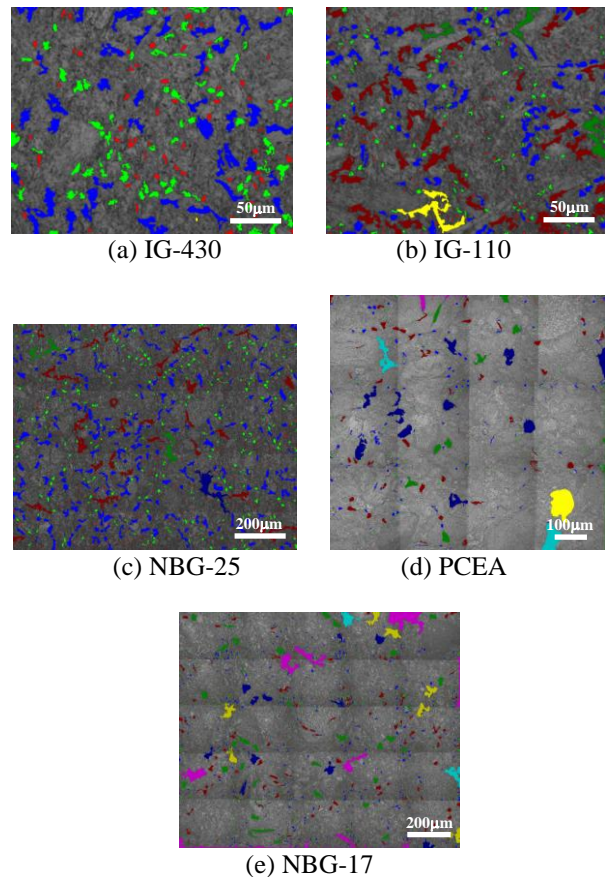 50μm
50μm
(a) IG-430
(b) IG-110
200μm
100μm
(c) NBG-25
(d) PCEA
200μm
(e) NBG-17